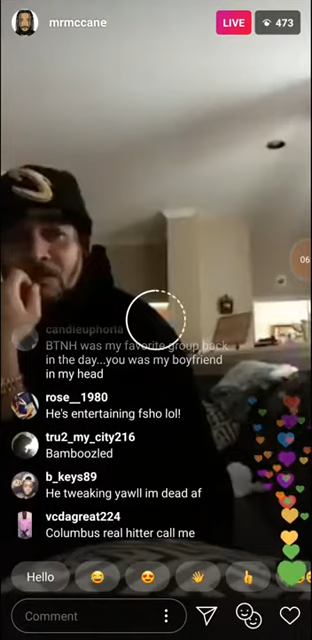 mrmccane
LIVE
473
06
candieuphoria
BTNH was my favorite group back
in the day...you was my boyfriend
in my head
rose__1980
He's entertaining fsho lol!
tru2_my_city216
Bamboozled
b_keys89
He tweaking yawll im dead af
vcdagreat224
Columbus real hitter call me
Hello
Comment